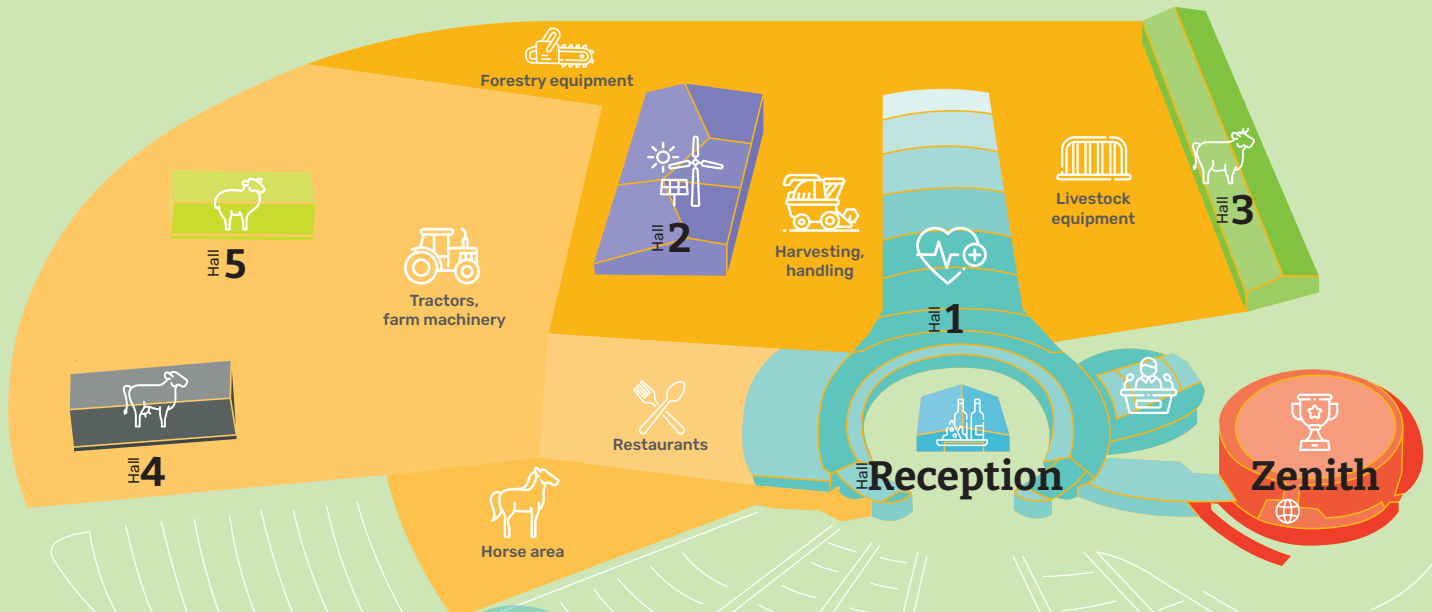 Forestry equipment
Hall 2
Harvesting,
handling
Livestock
equipment
Hall 3
Hall 5
Tractors,
farm machinery
Hall 1
Hall 4
Restaurants
Hall Reception
Zenith
Horse area